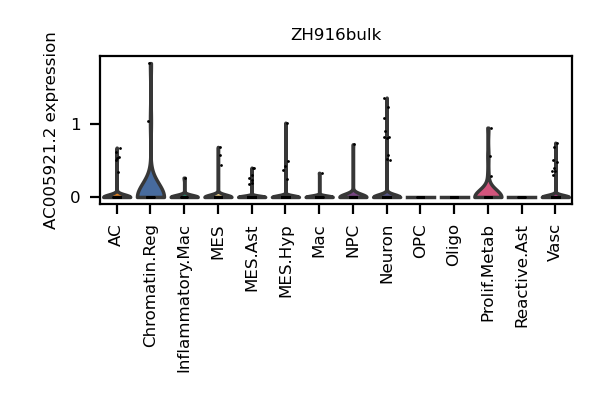 ZH916bulk
AC005921.2 expression
1
0
AC
Chromatin.Reg
Inflammatory.Mac
MES
MES.Ast
MES.Hyp
Mac
NPC
Neuron
OPC
Oligo
Prolif.Metab
Reactive.Ast
Vasc